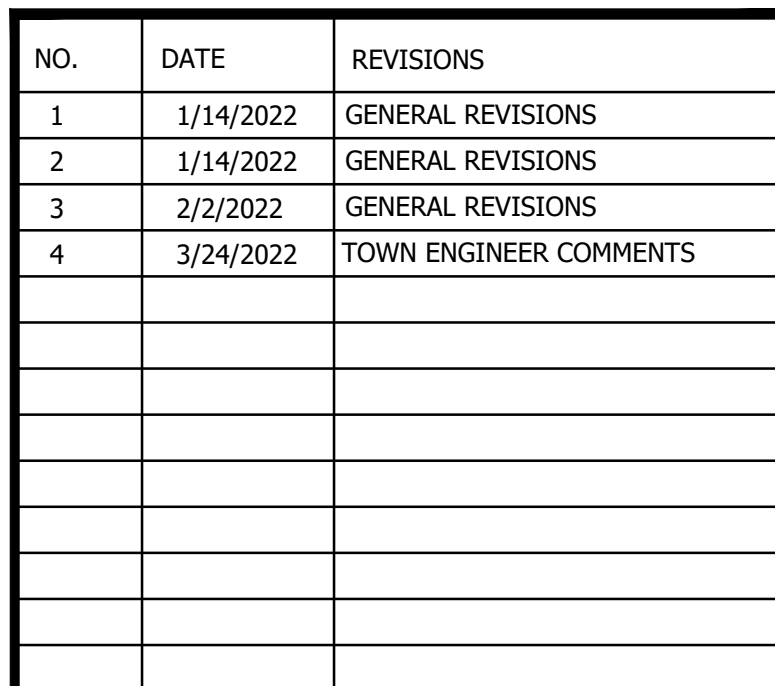 NO. DATE REVISIONS
1 1/14/2022 GENERAL REVISIONS
2 1/14/2022 GENERAL REVISIONS
3 2/2/2022 GENERAL REVISIONS
4 3/24/2022 TOWN ENGINEER COMMENTS